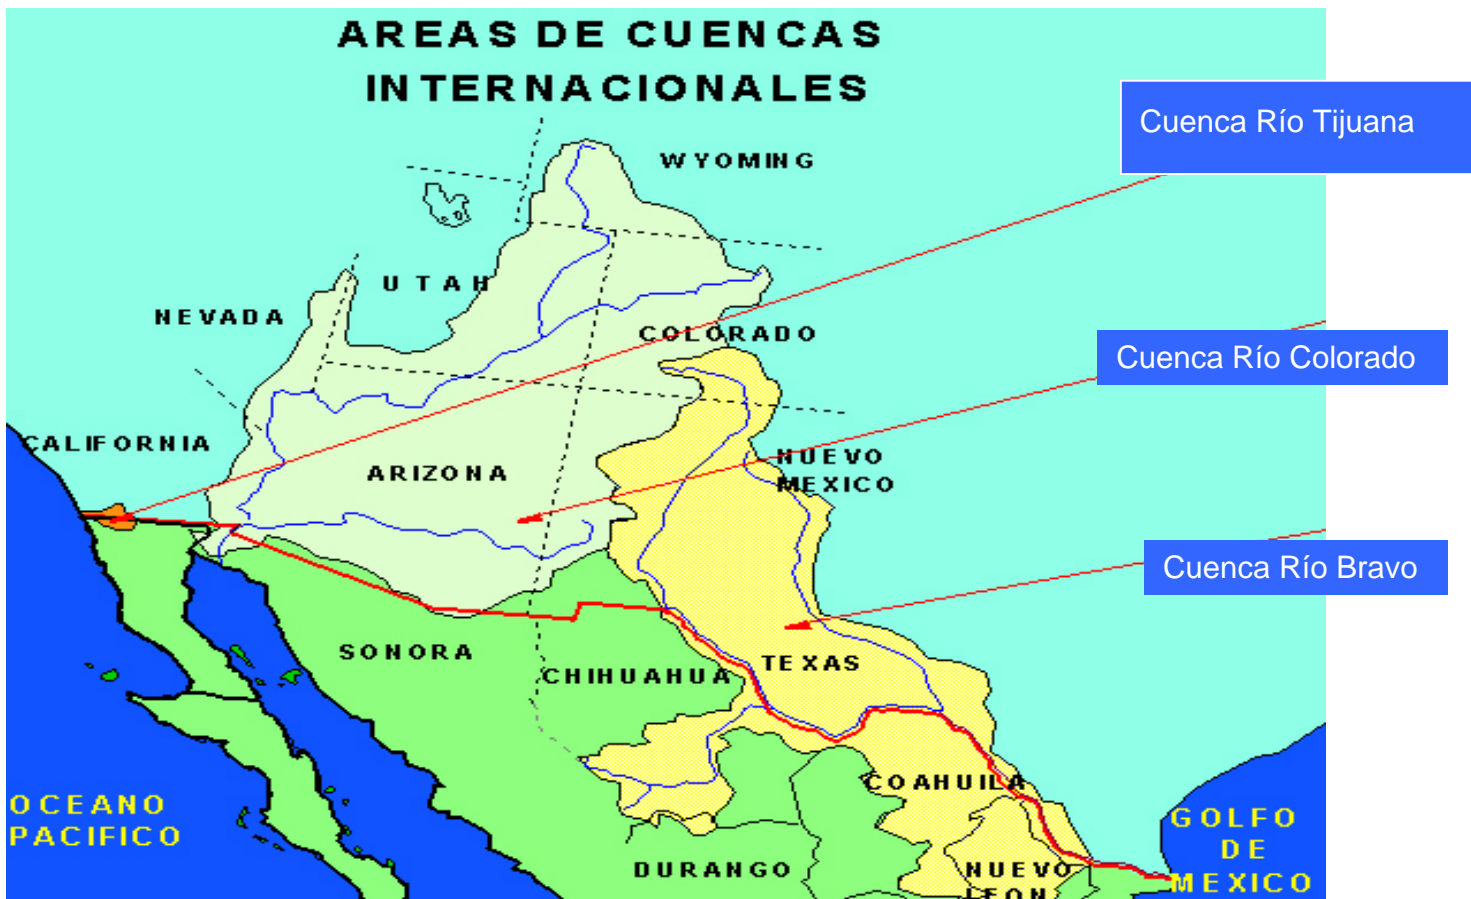 AREAS DE CUENCAS
INTERNACIONALES
Cuenca Río Tijuana
WYOMING
UTAH
NEVADA
COLORADO
Cuenca Río Colorado
CALIFORNIA
ARIZONA
NUEVO
MEXICO
Cuenca Río Bravo
SONORA
CHIHUAHUA
TEXAS
COAHUILA
OCEANO
PACIFICO
GOLFO
DE
MEXICO
DURANGO
NUEVO
LEON